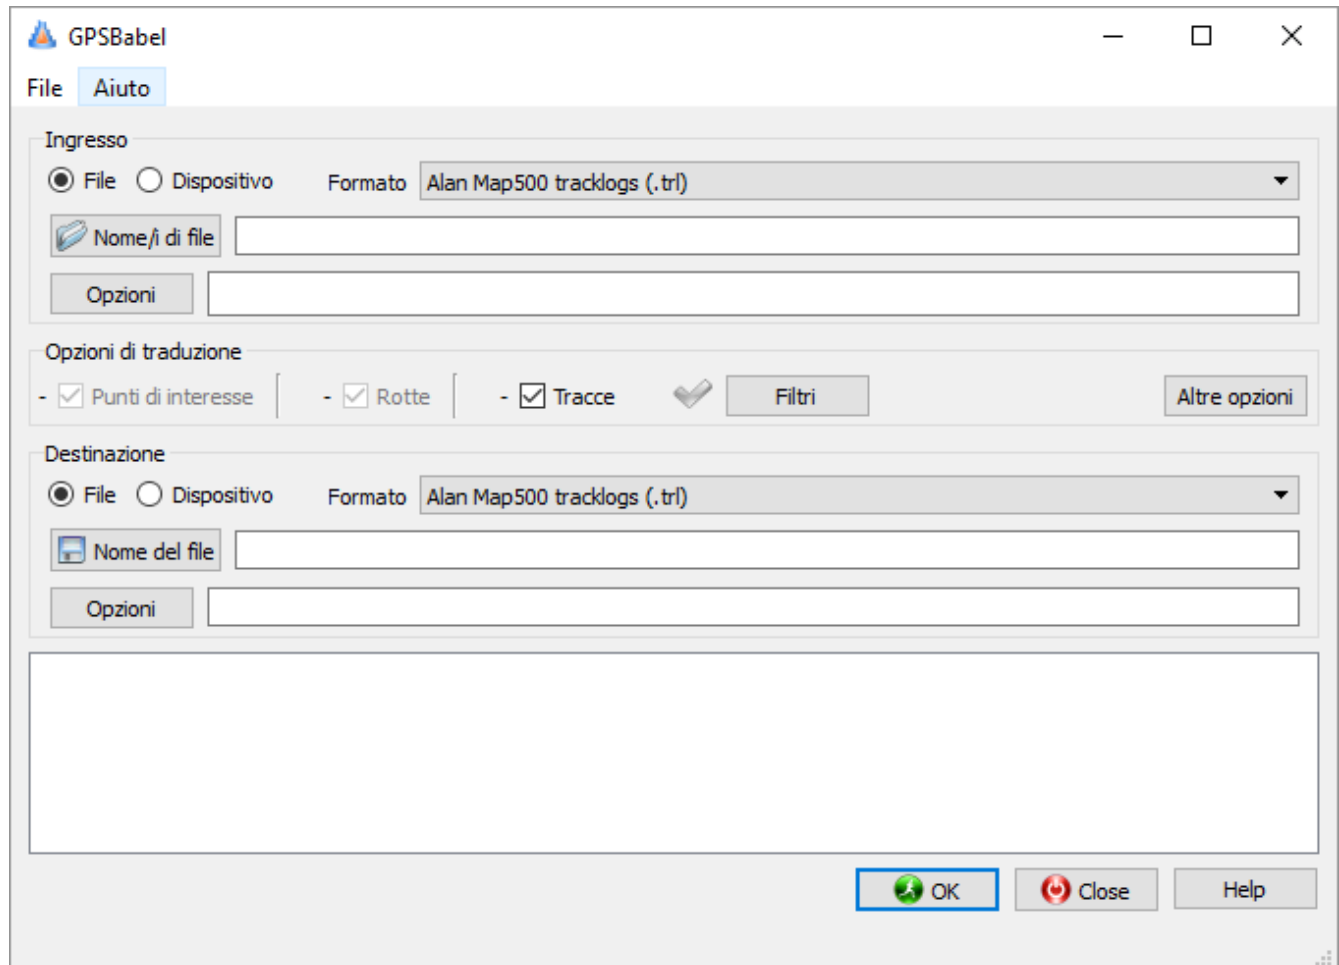 GPSBabel
File Aiuto
Ingresso
File Dispositivo Formato Alan Map500 tracklogs (.trl)
Nome/i di file
Opzioni
Opzioni di traduzione
- Punti di interesse - Rotte - Tracce Filtri Altre opzioni
Destinazione
File Dispositivo Formato Alan Map500 tracklogs (.trl)
Nome del file
Opzioni
OK Close Help